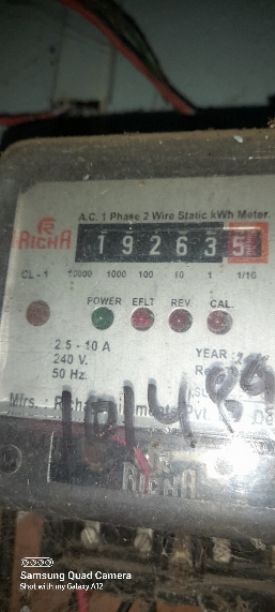 A.C. 1 Phase 2 Wire Static kWh Meter.
RICHA
192635
CL - 1 10000 1000 100 10 1 1/10
POWER EFLT REV. CAL.
2.5 - 10 A
240 V.
50 Hz.
YEAR :
Mfrs. :
RICHA
Samsung Quad Camera
Shot with my Galaxy A12